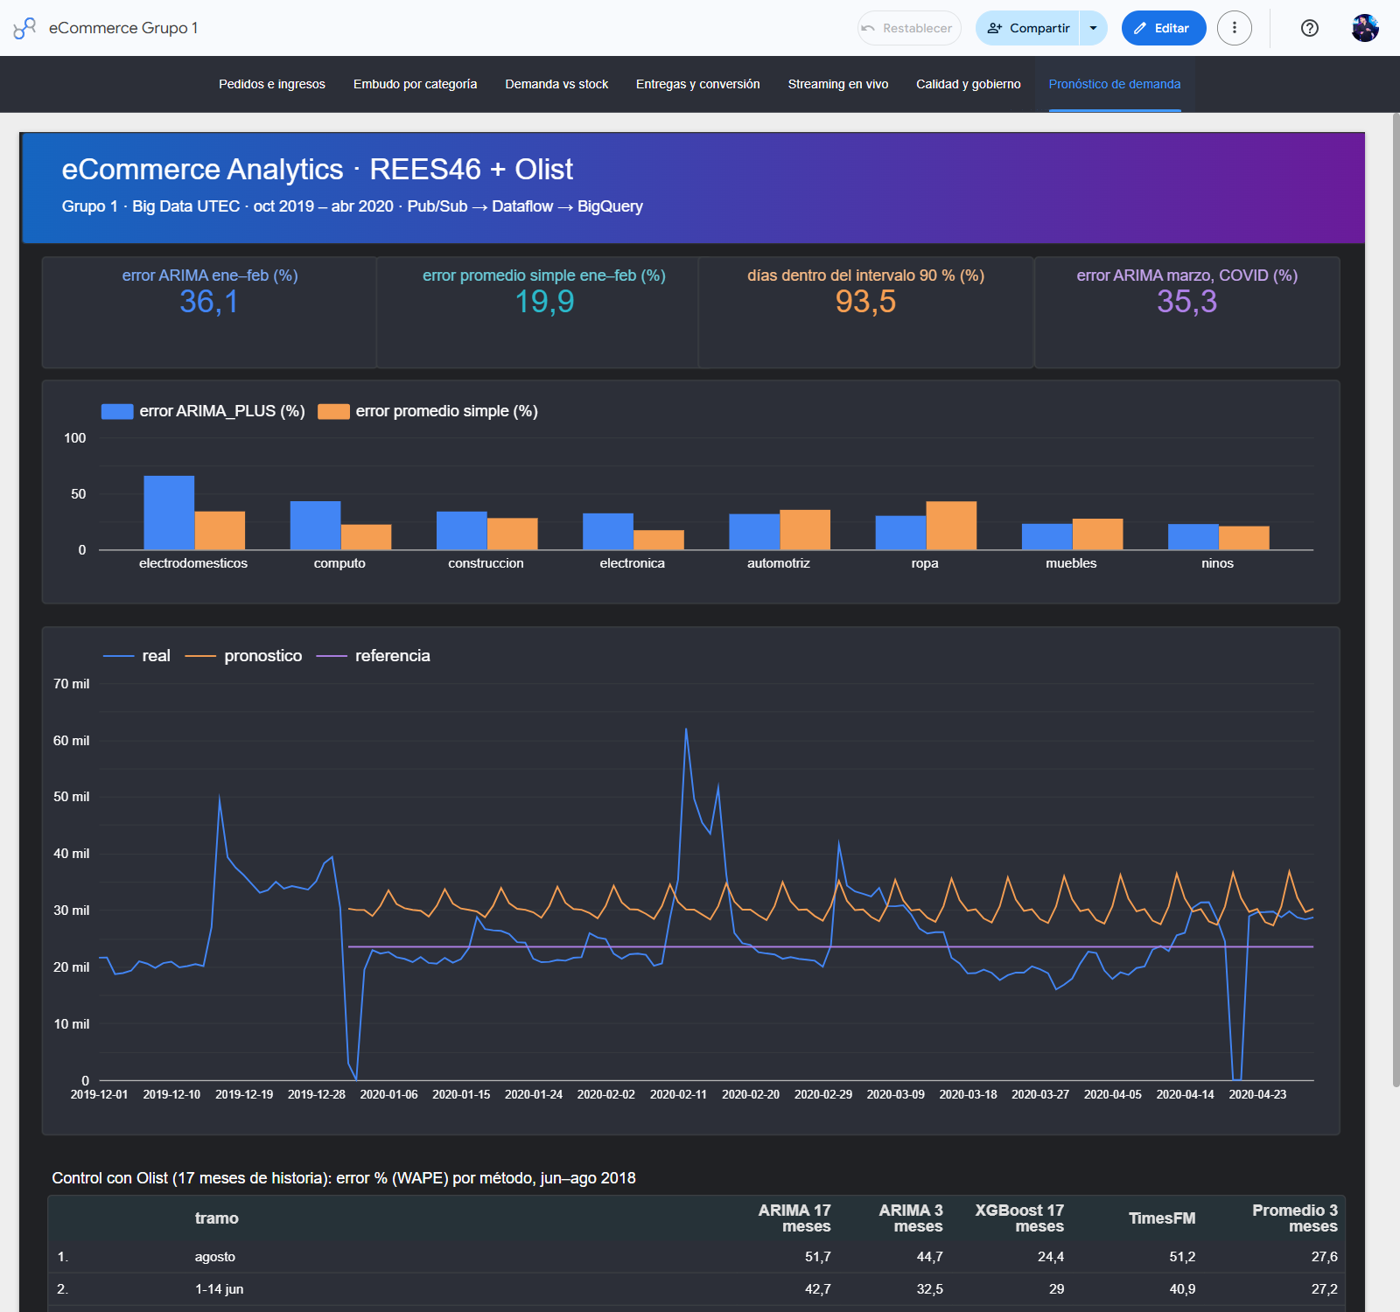 eCommerce Grupo 1
Restablecer
Compartir
Editar
Pedidos e ingresos
Embudo por categoría
Demanda vs stock
Entregas y conversión
Streaming en vivo
Calidad y gobierno
Pronóstico de demanda
eCommerce Analytics · REES46 + Olist
Grupo 1 · Big Data UTEC · oct 2019 – abr 2020 · Pub/Sub → Dataflow → BigQuery
error ARIMA ene–feb (%)
36,1
error promedio simple ene–feb (%)
19,9
días dentro del intervalo 90 % (%)
93,5
error ARIMA marzo, COVID (%)
35,3
error ARIMA_PLUS (%)
error promedio simple (%)
100
50
0
electrodomesticos
computo
construccion
electronica
automotriz
ropa
muebles
ninos
real
pronostico
referencia
70 mil
60 mil
50 mil
40 mil
30 mil
20 mil
10 mil
0
2019-12-01
2019-12-10
2019-12-19
2019-12-28
2020-01-06
2020-01-15
2020-01-24
2020-02-02
2020-02-11
2020-02-20
2020-02-29
2020-03-09
2020-03-18
2020-03-27
2020-04-05
2020-04-14
2020-04-23
Control con Olist (17 meses de historia): error % (WAPE) por método, jun–ago 2018
tramo
ARIMA 17 meses
ARIMA 3 meses
XGBoost 17 meses
TimesFM
Promedio 3 meses
1. agosto 51,7 44,7 24,4 51,2 27,6
2. 1-14 jun 42,7 32,5 29 40,9 27,2